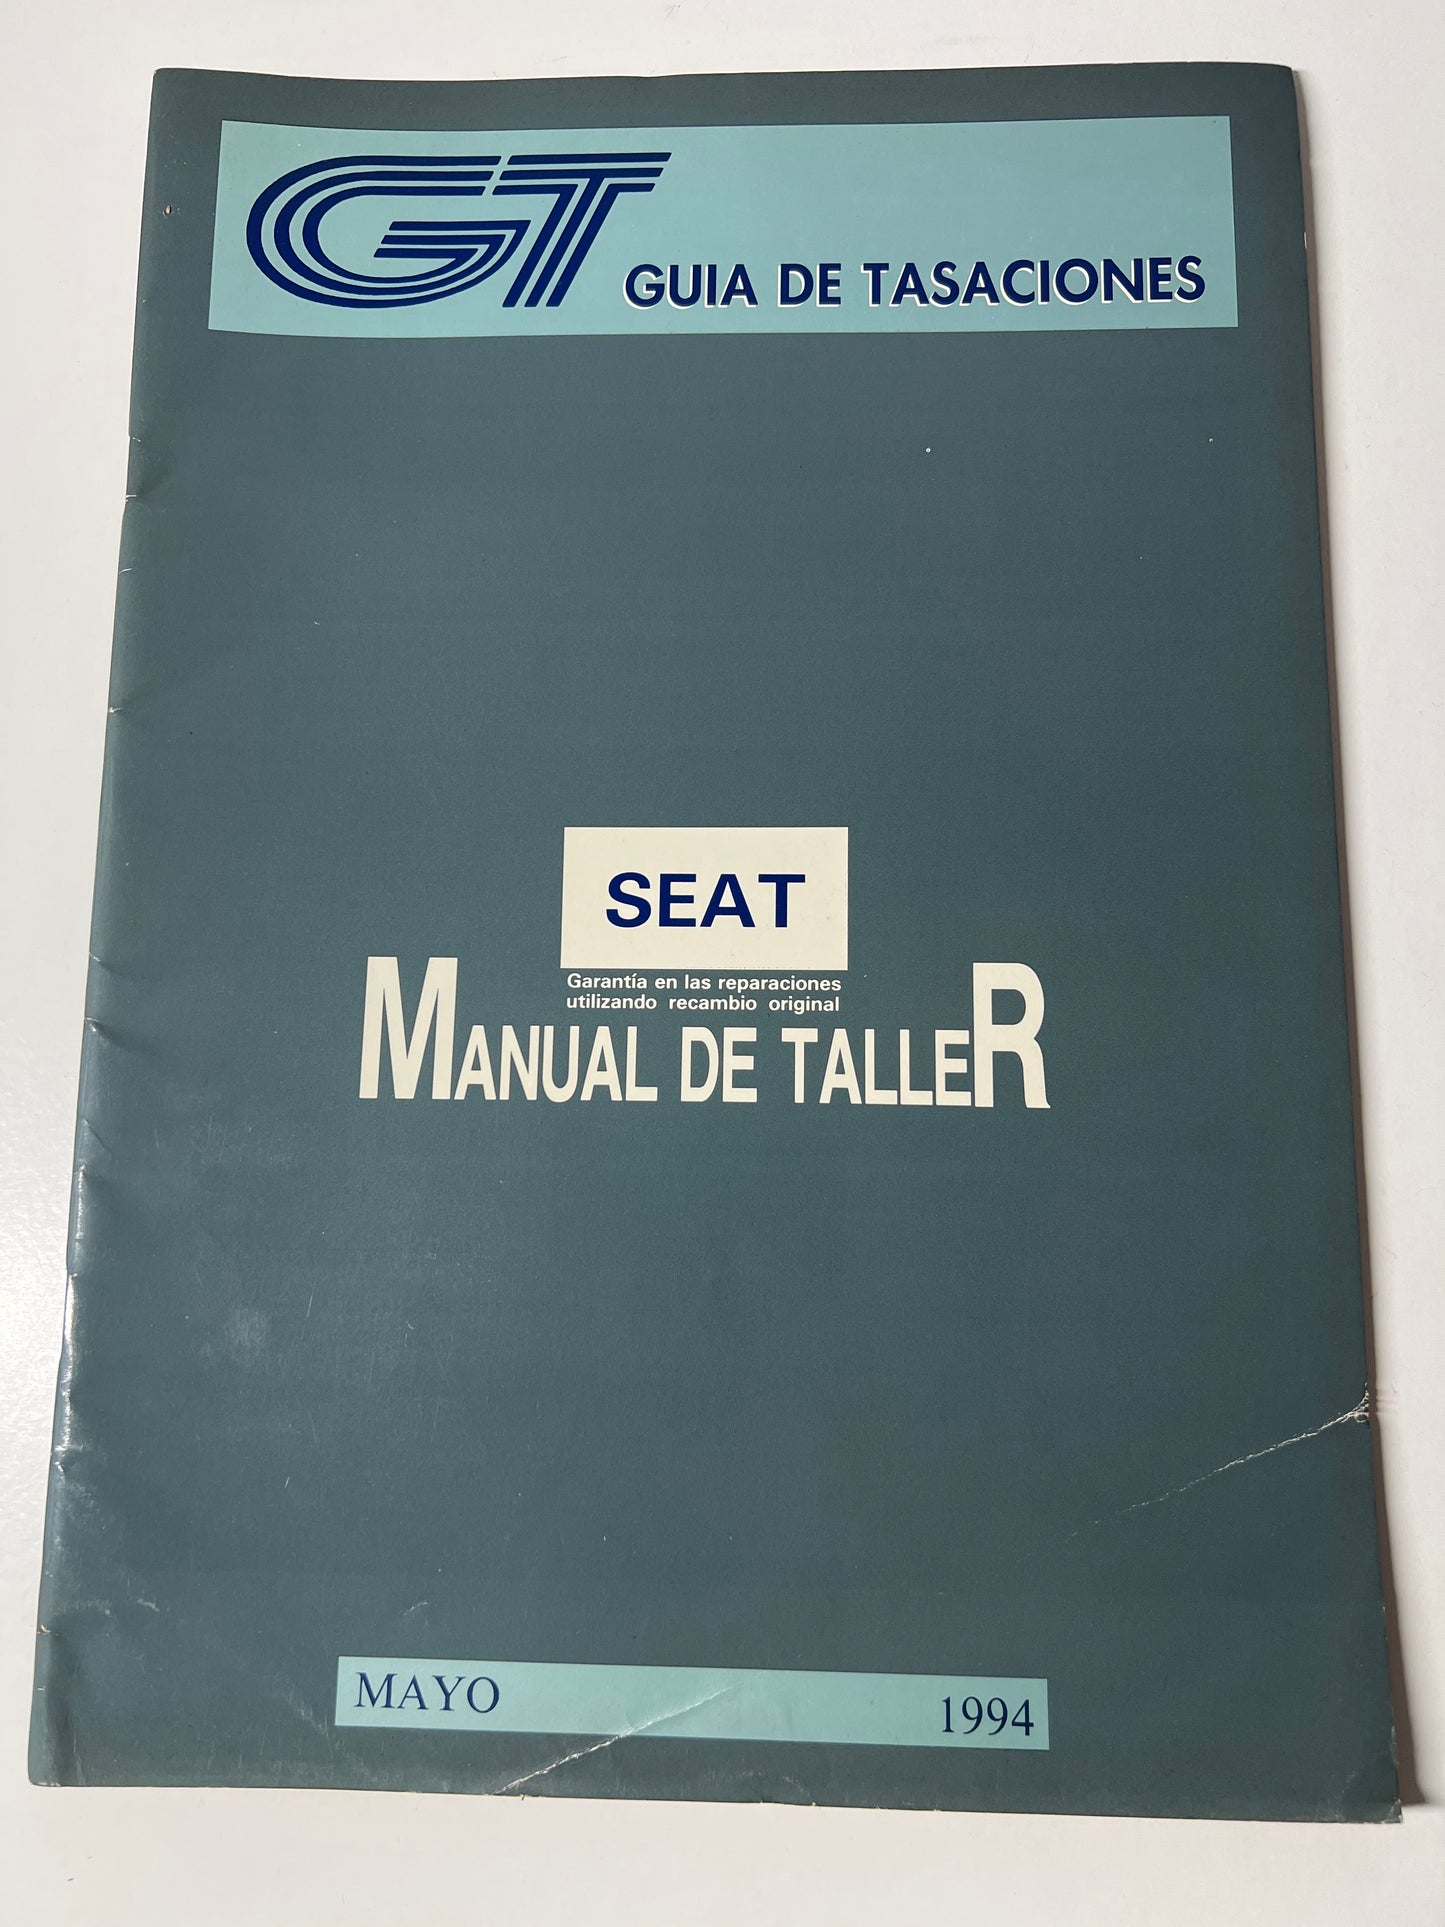 GT GUIA DE TASACIONES
SEAT
Garantía en las reparaciones
utilizando recambio original
MANUAL DE TALLER
MAYO 1994